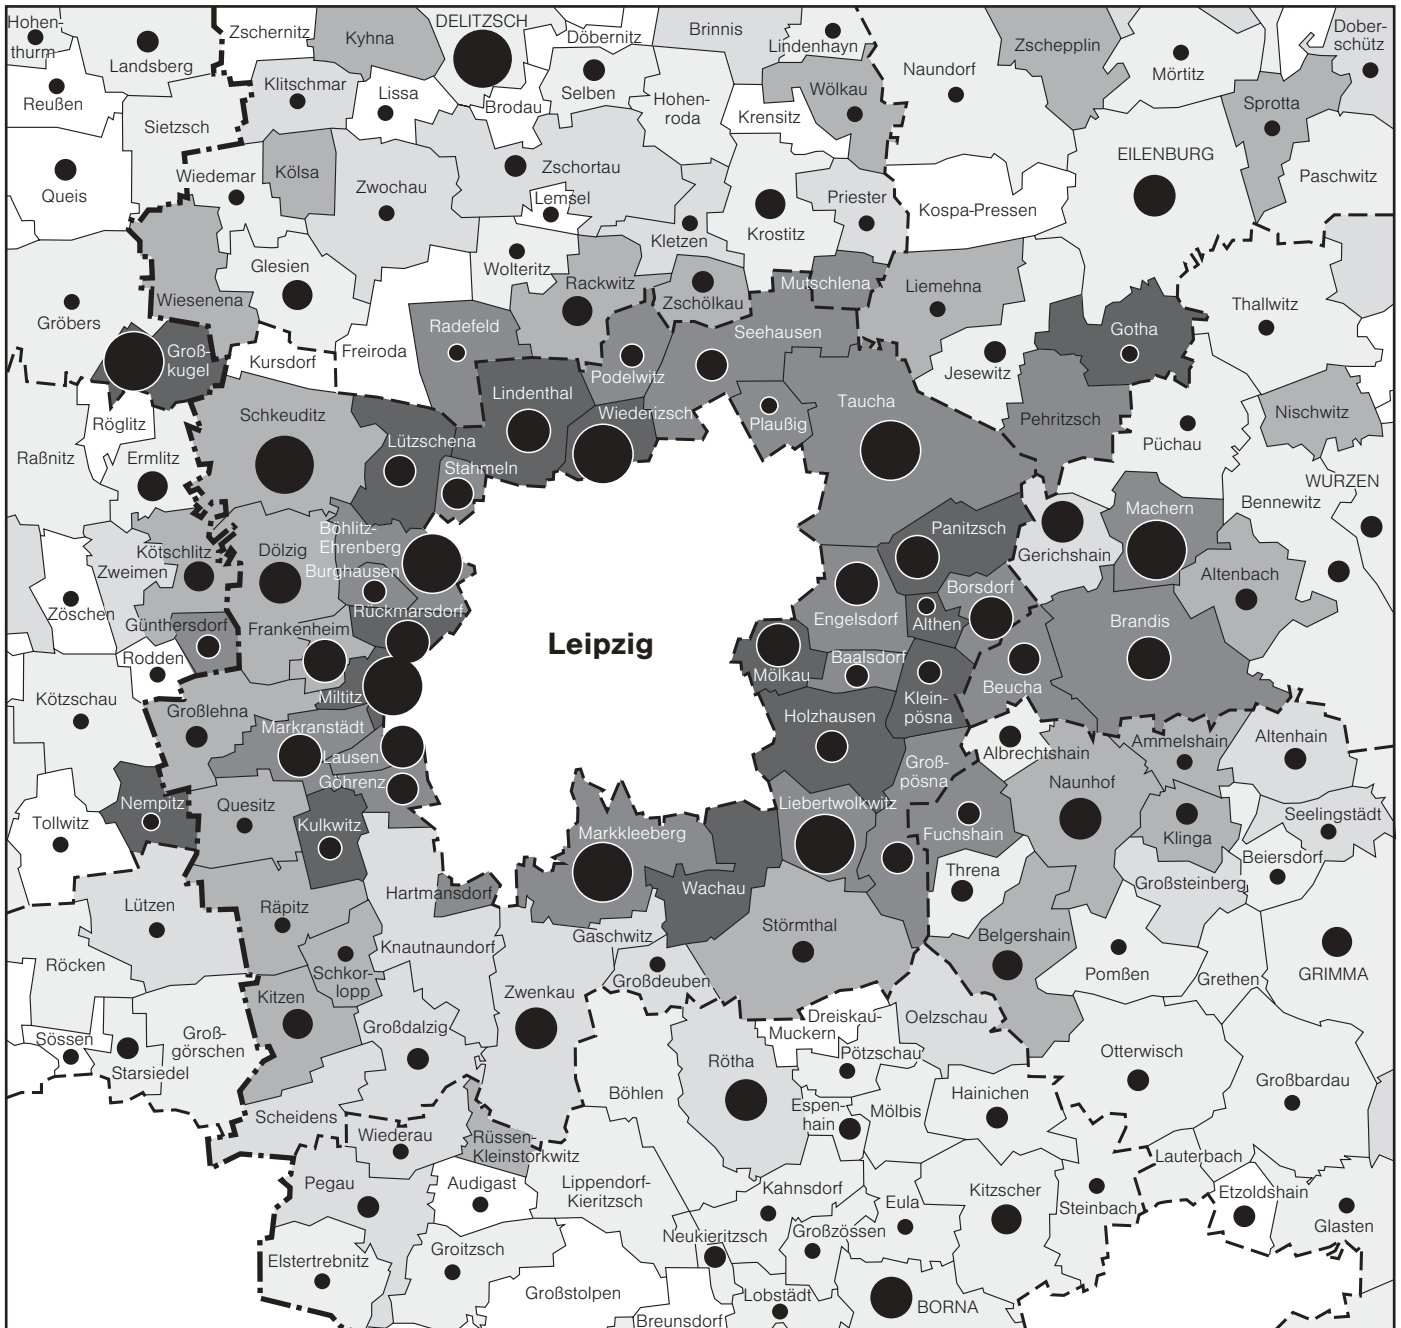 Hohen-
thurm
Landsberg
Zschernitz
Kyhna
DELITZSCH
Döbernitz
Brinnis
Lindenhayn
Zschepplin
Mörtitz
Dober-
schütz
Reußen
Klitschmar
Lissa
Brodau
Selben
Hohen-
roda
Krensitz
Wölkau
Naundorf
Sprotta
Sietzsch
Queis
Wiedemar
Kölsa
Zwochau
Zschortau
Lemsel
Kletzen
Krostitz
Priester
Kospa-Pressen
EILENBURG
Paschwitz
Gröbers
Wiesenena
Glesien
Wolteritz
Rackwitz
Zschölkau
Mutschlena
Liemehna
Thallwitz
Groß-
kugel
Kursdorf
Freiroda
Radefeld
Podelwitz
Seehausen
Jesewitz
Gotha
Röglitz
Schkeuditz
Lindenthal
Wiederizsch
Plaußig
Taucha
Pehritzsch
Püchau
Nischwitz
Raßnitz
Ermlitz
Lützschena
Stahmeln
WURZEN
Bennewitz
Kötschlitz
Zweimen
Dölzig
Böhlitz-
Ehrenberg
Burghausen
Panitzsch
Gerichshain
Machern
Altenbach
Zöschen
Günthersdorf
Frankenheim
Rückmarsdorf
Leipzig
Engelsdorf
Althen
Borsdorf
Brandis
Rodden
Kötzschau
Großlehna
Miltitz
Mölkau
Baalsdorf
Klein-
pösna
Beucha
Markranstädt
Lausen
Göhrenz
Holzhausen
Groß-
pösna
Albrechtshain
Ammelshain
Altenhain
Tollwitz
Nempitz
Quesitz
Kulkwitz
Markkleeberg
Liebertwolkwitz
Fuchshain
Naunhof
Klinga
Seelingstädt
Beiersdorf
Lützen
Räpitz
Hartmansdorf
Wachau
Threna
Großsteinberg
Röcken
Schkor-
lopp
Knautnaundorf
Gaschwitz
Großdeuben
Störmthal
Belgershain
Pomßen
Grethen
GRIMMA
Sössen
Starsiedel
Groß-
görschen
Kitzen
Großdalzig
Zwenkau
Dreiskau-
Muckern
Oelzschau
Otterwisch
Großbardau
Scheidens
Wiederau
Rüssen-
Kleinstorkwitz
Böhlen
Rötha
Pötzschau
Espen-
hain
Mölbis
Hainichen
Lauterbach
Pegau
Audigast
Lippendorf-
Kieritzsch
Kahnsdorf
Eula
Kitzscher
Steinbach
Etzoldshain
Glasten
Elstertrebnitz
Groitzsch
Großstolpen
Neukieritzsch
Großzössen
Breunsdorf
Lobstädt
BORNA